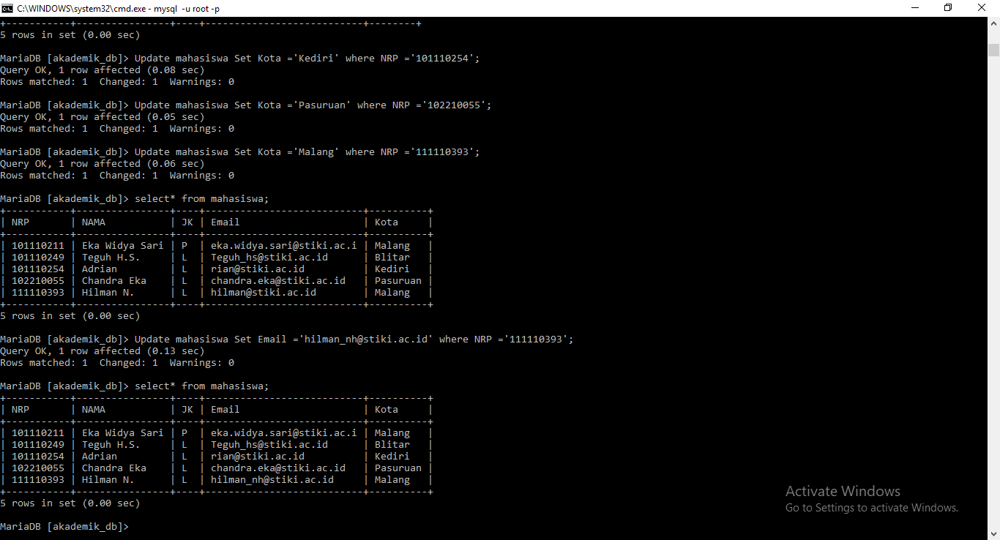 C:\WINDOWS\system32\cmd.exe - mysql -u root -p
+-----------+----------------+----+---------------------------+--------+
5 rows in set (0.00 sec)
MariaDB [akademik_db]> Update mahasiswa Set Kota ='Kediri' where NRP ='101110254';
Query OK, 1 row affected (0.08 sec)
Rows matched: 1  Changed: 1  Warnings: 0
MariaDB [akademik_db]> Update mahasiswa Set Kota ='Pasuruan' where NRP ='102210055';
Query OK, 1 row affected (0.05 sec)
Rows matched: 1  Changed: 1  Warnings: 0
MariaDB [akademik_db]> Update mahasiswa Set Kota ='Malang' where NRP ='111110393';
Query OK, 1 row affected (0.06 sec)
Rows matched: 1  Changed: 1  Warnings: 0
MariaDB [akademik_db]> select* from mahasiswa;
+-----------+----------------+----+---------------------------+----------+
| NRP       | NAMA           | JK | Email                     | Kota     |
+-----------+----------------+----+---------------------------+----------+
| 101110211 | Eka Widya Sari | P  | eka.widya.sari@stiki.ac.i | Malang   |
| 101110249 | Teguh H.S.     | L  | Teguh_hs@stiki.ac.id      | Blitar   |
| 101110254 | Adrian         | L  | rian@stiki.ac.id          | Kediri   |
| 102210055 | Chandra Eka    | L  | chandra.eka@stiki.ac.id   | Pasuruan |
| 111110393 | Hilman N.      | L  | hilman@stiki.ac.id        | Malang   |
+-----------+----------------+----+---------------------------+----------+
5 rows in set (0.00 sec)
MariaDB [akademik_db]> Update mahasiswa Set Email ='hilman_nh@stiki.ac.id' where NRP ='111110393';
Query OK, 1 row affected (0.13 sec)
Rows matched: 1  Changed: 1  Warnings: 0
MariaDB [akademik_db]> select* from mahasiswa;
+-----------+----------------+----+---------------------------+----------+
| NRP       | NAMA           | JK | Email                     | Kota     |
+-----------+----------------+----+---------------------------+----------+
| 101110211 | Eka Widya Sari | P  | eka.widya.sari@stiki.ac.i | Malang   |
| 101110249 | Teguh H.S.     | L  | Teguh_hs@stiki.ac.id      | Blitar   |
| 101110254 | Adrian         | L  | rian@stiki.ac.id          | Kediri   |
| 102210055 | Chandra Eka    | L  | chandra.eka@stiki.ac.id   | Pasuruan |
| 111110393 | Hilman N.      | L  | hilman_nh@stiki.ac.id     | Malang   |
+-----------+----------------+----+---------------------------+----------+
5 rows in set (0.00 sec)
MariaDB [akademik_db]>
Activate Windows
Go to Settings to activate Windows.